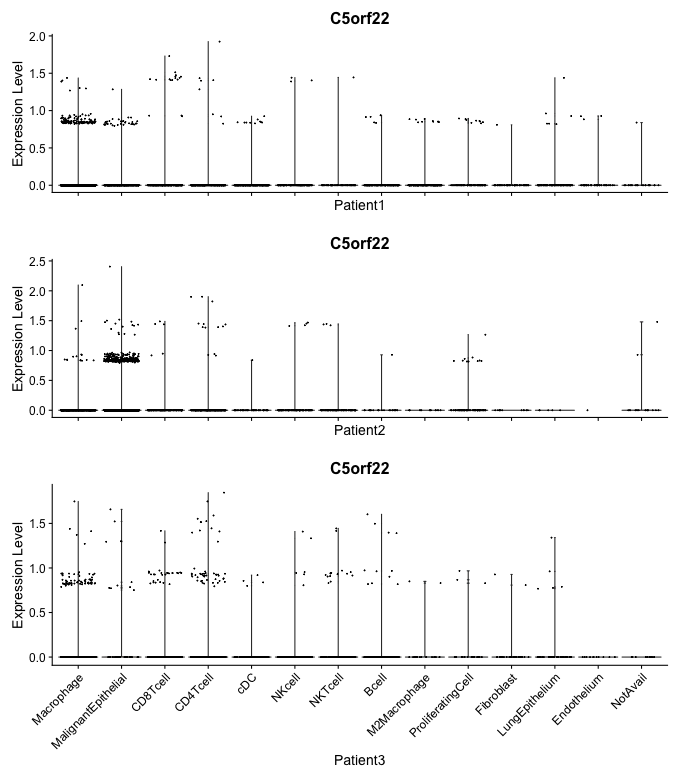 C5orf22
Expression Level
2.0
1.5
1.0
0.5
0.0
Patient1
C5orf22
Expression Level
2.5
2.0
1.5
1.0
0.5
0.0
Patient2
C5orf22
Expression Level
1.5
1.0
0.5
0.0
Macrophage
MalignantEpithelial
CD8Tcell
CD4Tcell
cDC
NKcell
NKTcell
Bcell
M2Macrophage
ProliferatingCell
Fibroblast
LungEpithelium
Endothelium
NotAvail
Patient3